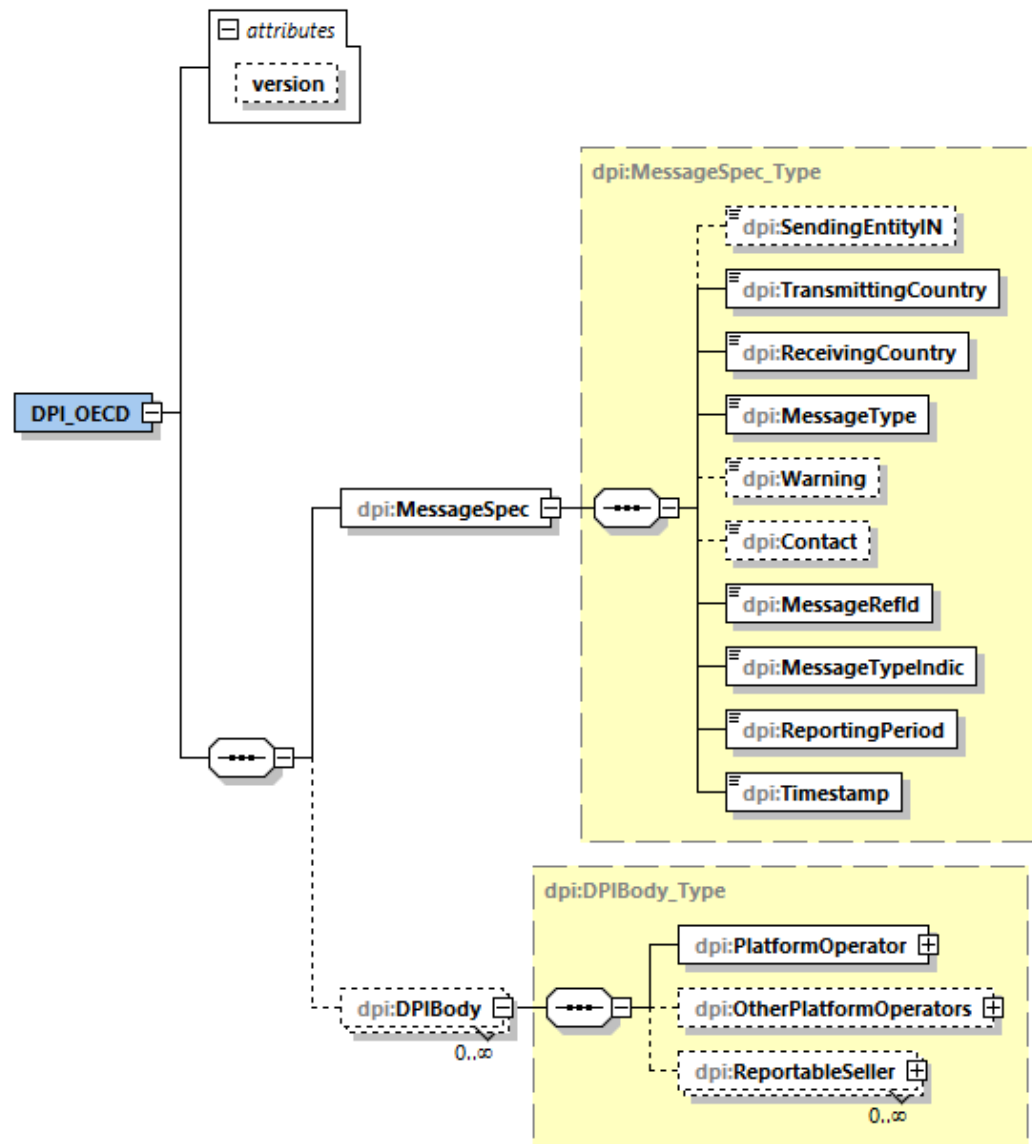 attributes
version
dpi:MessageSpec_Type
dpi:SendingEntityIN
dpi:TransmittingCountry
dpi:ReceivingCountry
DPI_OECD
dpi:MessageType
dpi:Warning
dpi:MessageSpec
dpi:Contact
dpi:MessageRefId
dpi:MessageTypeIndic
dpi:ReportingPeriod
dpi:Timestamp
dpi:DPIBody_Type
dpi:PlatformOperator
dpi:DPIBody
0..∞
dpi:OtherPlatformOperators
dpi:ReportableSeller
0..∞